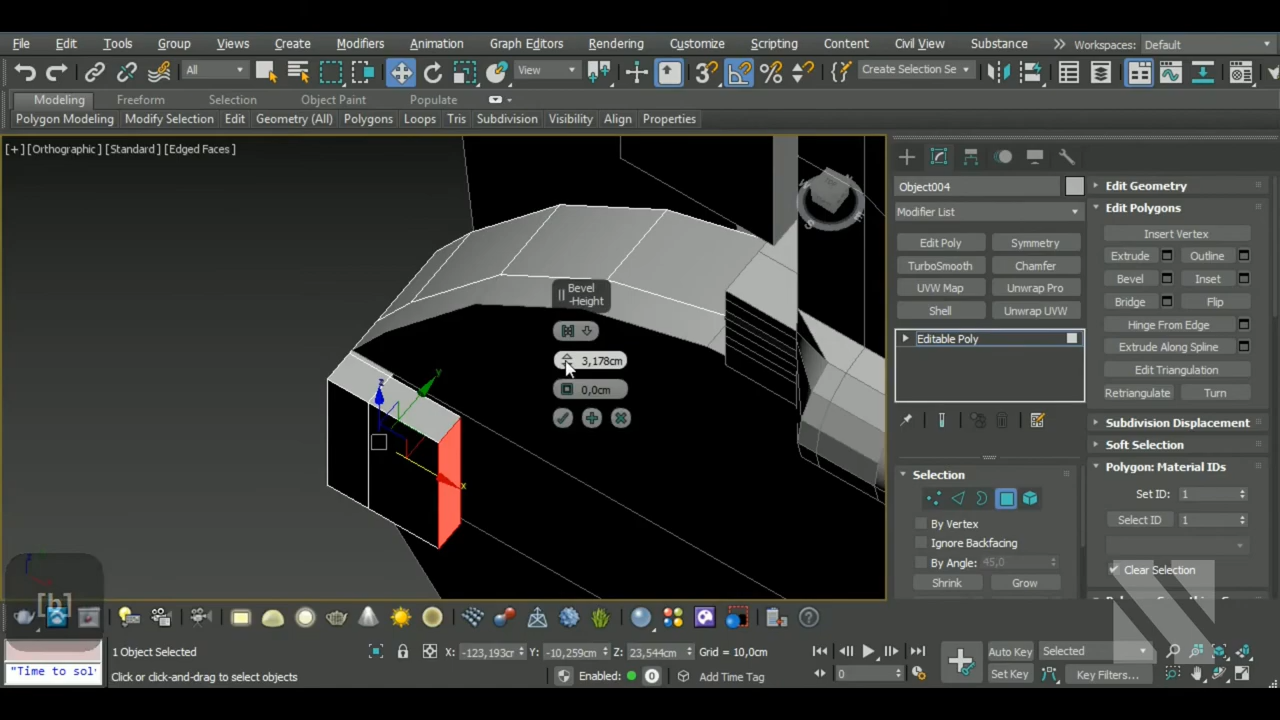 File Edit Tools Group Views Create Modifiers Animation Graph Editors Rendering Customize Scripting Content Civil View Substance Workspaces: Default
All View Create Selection Se
Modeling Freeform Selection Object Paint Populate
Polygon Modeling Modify Selection Edit Geometry (All) Polygons Loops Tris Subdivision Visibility Align Properties
[+] [Orthographic] [Standard] [Edged Faces]
Object004
Modifier List
Edit Poly Symmetry
TurboSmooth Chamfer
UVW Map Unwrap Pro
Shell Unwrap UVW
Editable Poly
Selection
By Vertex
Ignore Backfacing
By Angle: 45,0
Shrink Grow
Edit Geometry
Edit Polygons
Insert Vertex
Extrude Outline
Bevel Inset
Bridge Flip
Hinge From Edge
Extrude Along Spline
Edit Triangulation
Retriangulate Turn
Subdivision Displacement
Soft Selection
Polygon: Material IDs
Set ID: 1
Select ID 1
Clear Selection
Bevel
-Height
3,178cm
0,0cm
z
y
x
[b]
"Time to sol
1 Object Selected
Click or click-and-drag to select objects
X: -123,193cr Y: -10,259cm Z: 23,544cm Grid = 10,0cm
Enabled: 0 Add Time Tag
0
Auto Key Selected
Set Key Key Filters...